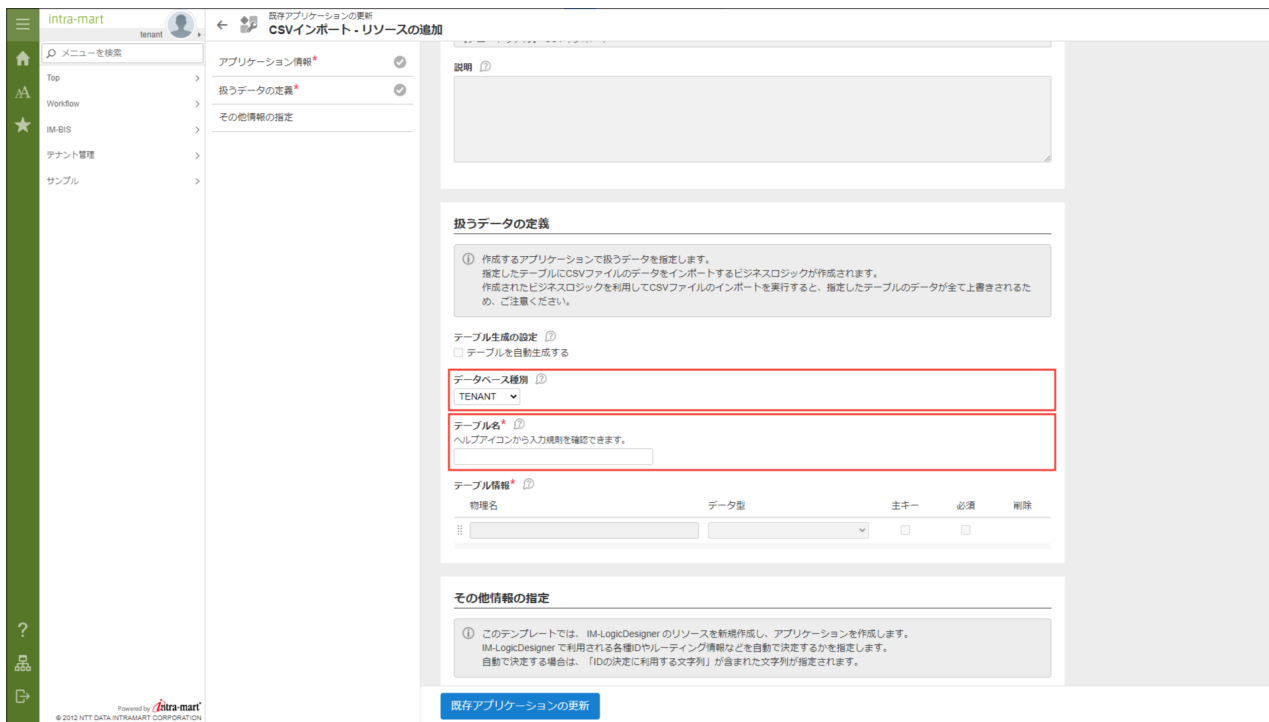 intra-mart
tenant
既存アプリケーションの更新
CSVインポート - リソースの追加
メニューを検索
Top
Workflow
IM-BIS
テナント管理
サンプル
アプリケーション情報*
扱うデータの定義*
その他情報の指定
説明
扱うデータの定義
作成するアプリケーションで扱うデータを指定します。
指定したテーブルにCSVファイルのデータをインポートするビジネスロジックが作成されます。
作成されたビジネスロジックを利用してCSVファイルのインポートを実行すると、指定したテーブルのデータが全て上書きされるた
め、ご注意ください。
テーブル生成の設定
テーブルを自動生成する
データベース種別
TENANT
テーブル名*
ヘルプアイコンから入力規則を確認できます。
テーブル情報*
物理名 データ型 主キー 必須 削除
その他情報の指定
このテンプレートでは、 IM-LogicDesigner のリソースを新規作成し、アプリケーションを作成します。
IM-LogicDesigner で利用される各種IDやルーティング情報などを自動で決定するかを指定します。
自動で決定する場合は、「IDの決定に利用する文字列」が含まれた文字列が指定されます。
既存アプリケーションの更新
Powered by intra-mart
© 2012 NTT DATA INTRAMART CORPORATION